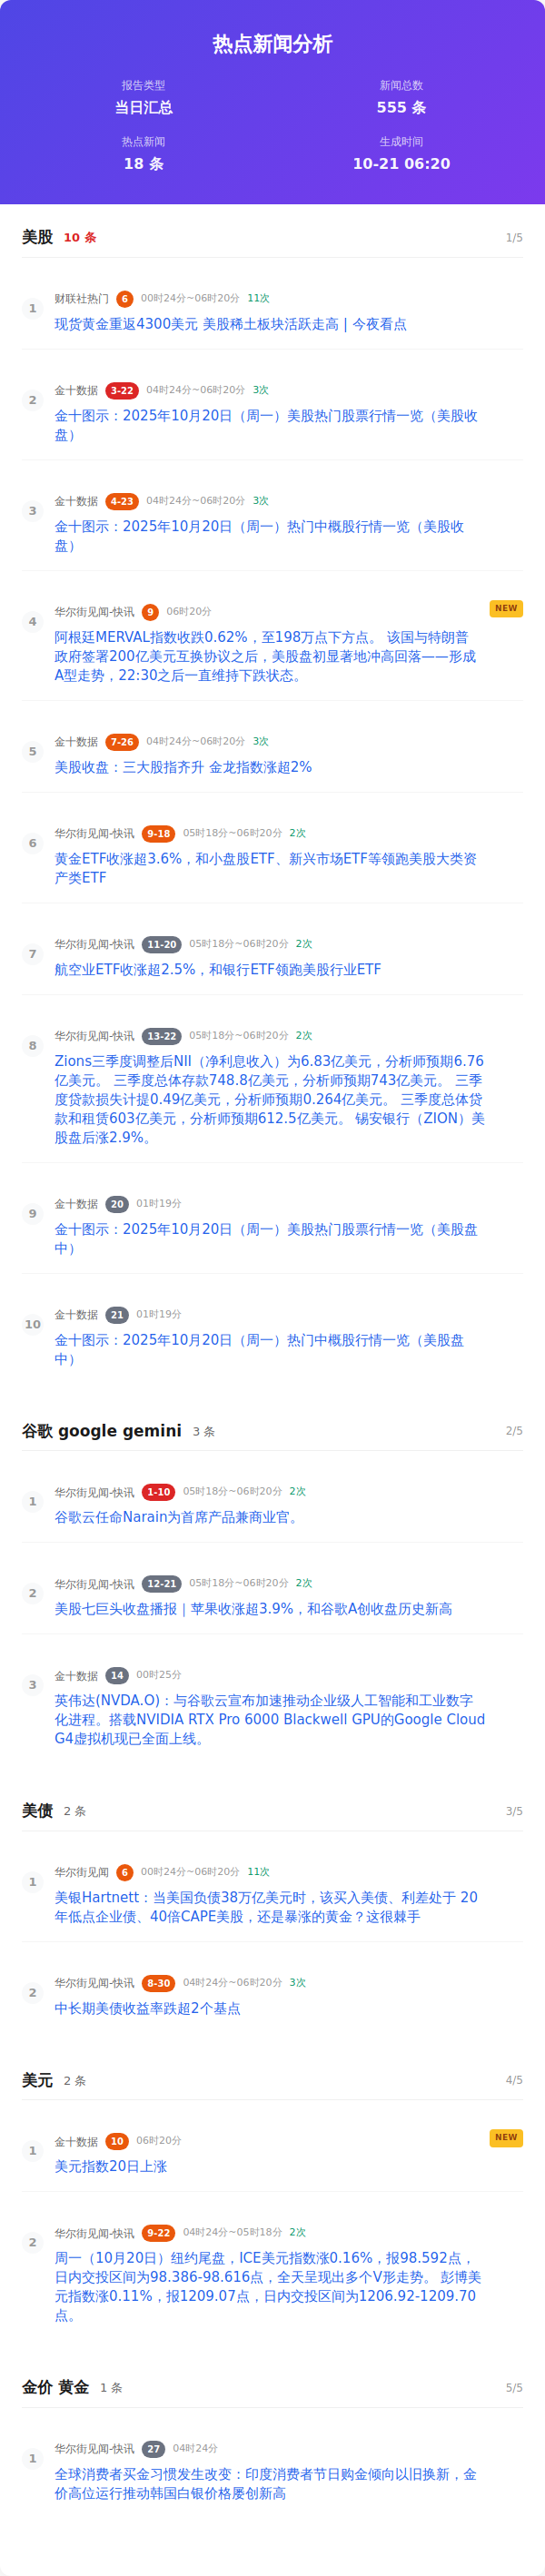 热点新闻分析
报告类型
当日汇总
新闻总数
555 条
热点新闻
18 条
生成时间
10-21 06:20
美股 10 条 1/5
1 财联社热门 6 00时24分~06时20分 11次
现货黄金重返4300美元 美股稀土板块活跃走高 | 今夜看点
2 金十数据 3-22 04时24分~06时20分 3次
金十图示：2025年10月20日（周一）美股热门股票行情一览（美股收
盘）
3 金十数据 4-23 04时24分~06时20分 3次
金十图示：2025年10月20日（周一）热门中概股行情一览（美股收
盘）
4 华尔街见闻-快讯 9 06时20分 NEW
阿根廷MERVAL指数收跌0.62%，至198万点下方点。 该国与特朗普
政府签署200亿美元互换协议之后，美股盘初显著地冲高回落——形成
A型走势，22:30之后一直维持下跌状态。
5 金十数据 7-26 04时24分~06时20分 3次
美股收盘：三大股指齐升 金龙指数涨超2%
6 华尔街见闻-快讯 9-18 05时18分~06时20分 2次
黄金ETF收涨超3.6%，和小盘股ETF、新兴市场ETF等领跑美股大类资
产类ETF
7 华尔街见闻-快讯 11-20 05时18分~06时20分 2次
航空业ETF收涨超2.5%，和银行ETF领跑美股行业ETF
8 华尔街见闻-快讯 13-22 05时18分~06时20分 2次
Zions三季度调整后NII（净利息收入）为6.83亿美元，分析师预期6.76
亿美元。 三季度总体存款748.8亿美元，分析师预期743亿美元。 三季
度贷款损失计提0.49亿美元，分析师预期0.264亿美元。 三季度总体贷
款和租赁603亿美元，分析师预期612.5亿美元。 锡安银行（ZION）美
股盘后涨2.9%。
9 金十数据 20 01时19分
金十图示：2025年10月20日（周一）美股热门股票行情一览（美股盘
中）
10 金十数据 21 01时19分
金十图示：2025年10月20日（周一）热门中概股行情一览（美股盘
中）
谷歌 google gemini 3 条 2/5
1 华尔街见闻-快讯 1-10 05时18分~06时20分 2次
谷歌云任命Narain为首席产品兼商业官。
2 华尔街见闻-快讯 12-21 05时18分~06时20分 2次
美股七巨头收盘播报｜苹果收涨超3.9%，和谷歌A创收盘历史新高
3 金十数据 14 00时25分
英伟达(NVDA.O)：与谷歌云宣布加速推动企业级人工智能和工业数字
化进程。搭载NVIDIA RTX Pro 6000 Blackwell GPU的Google Cloud
G4虚拟机现已全面上线。
美债 2 条 3/5
1 华尔街见闻 6 00时24分~06时20分 11次
美银Hartnett：当美国负债38万亿美元时，该买入美债、利差处于 20
年低点企业债、40倍CAPE美股，还是暴涨的黄金？这很棘手
2 华尔街见闻-快讯 8-30 04时24分~06时20分 3次
中长期美债收益率跌超2个基点
美元 2 条 4/5
1 金十数据 10 06时20分 NEW
美元指数20日上涨
2 华尔街见闻-快讯 9-22 04时24分~05时18分 2次
周一（10月20日）纽约尾盘，ICE美元指数涨0.16%，报98.592点，
日内交投区间为98.386-98.616点，全天呈现出多个V形走势。 彭博美
元指数涨0.11%，报1209.07点，日内交投区间为1206.92-1209.70
点。
金价 黄金 1 条 5/5
1 华尔街见闻-快讯 27 04时24分
全球消费者买金习惯发生改变：印度消费者节日购金倾向以旧换新，金
价高位运行推动韩国白银价格屡创新高